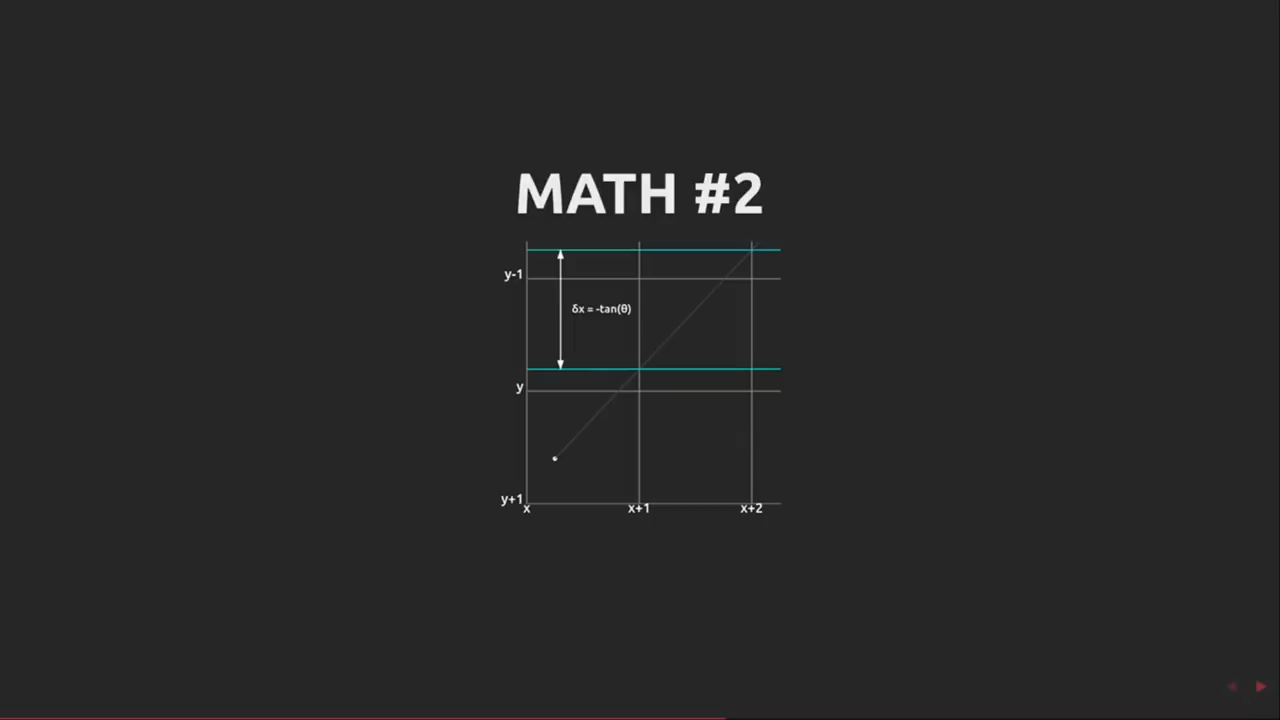 MATH #2
y-1
δx = -tan(θ)
y
y+1
x
x+1
x+2